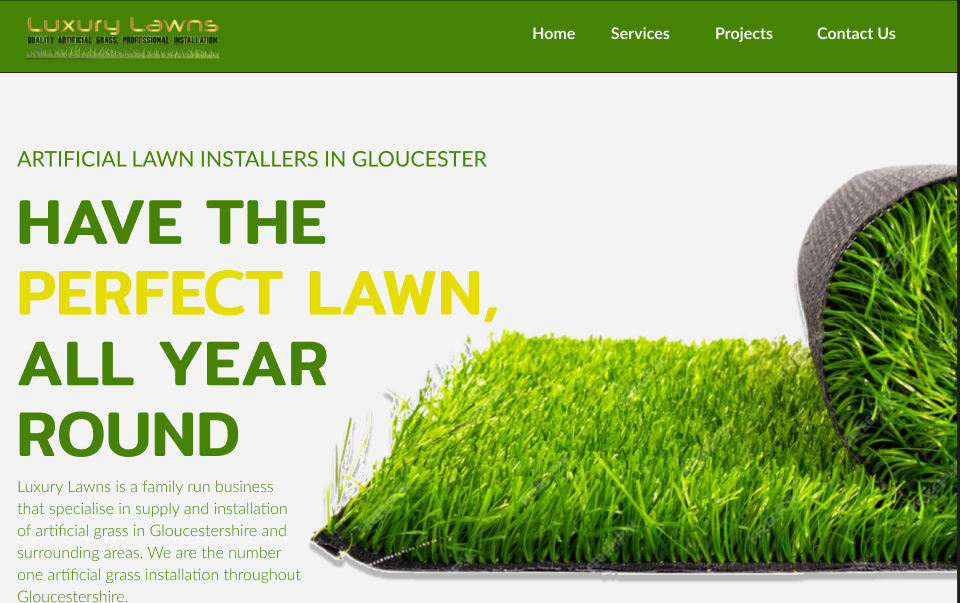 Luxury Lawns
QUALITY ARTIFICIAL GRASS, PROFESSIONAL INSTALLATION
Home Services Projects Contact Us
ARTIFICIAL LAWN INSTALLERS IN GLOUCESTER
HAVE THE
PERFECT LAWN,
ALL YEAR
ROUND
Luxury Lawns is a family run business
that specialise in supply and installation
of artificial grass in Gloucestershire and
surrounding areas. We are the number
one artificial grass installation throughout
Gloucestershire.